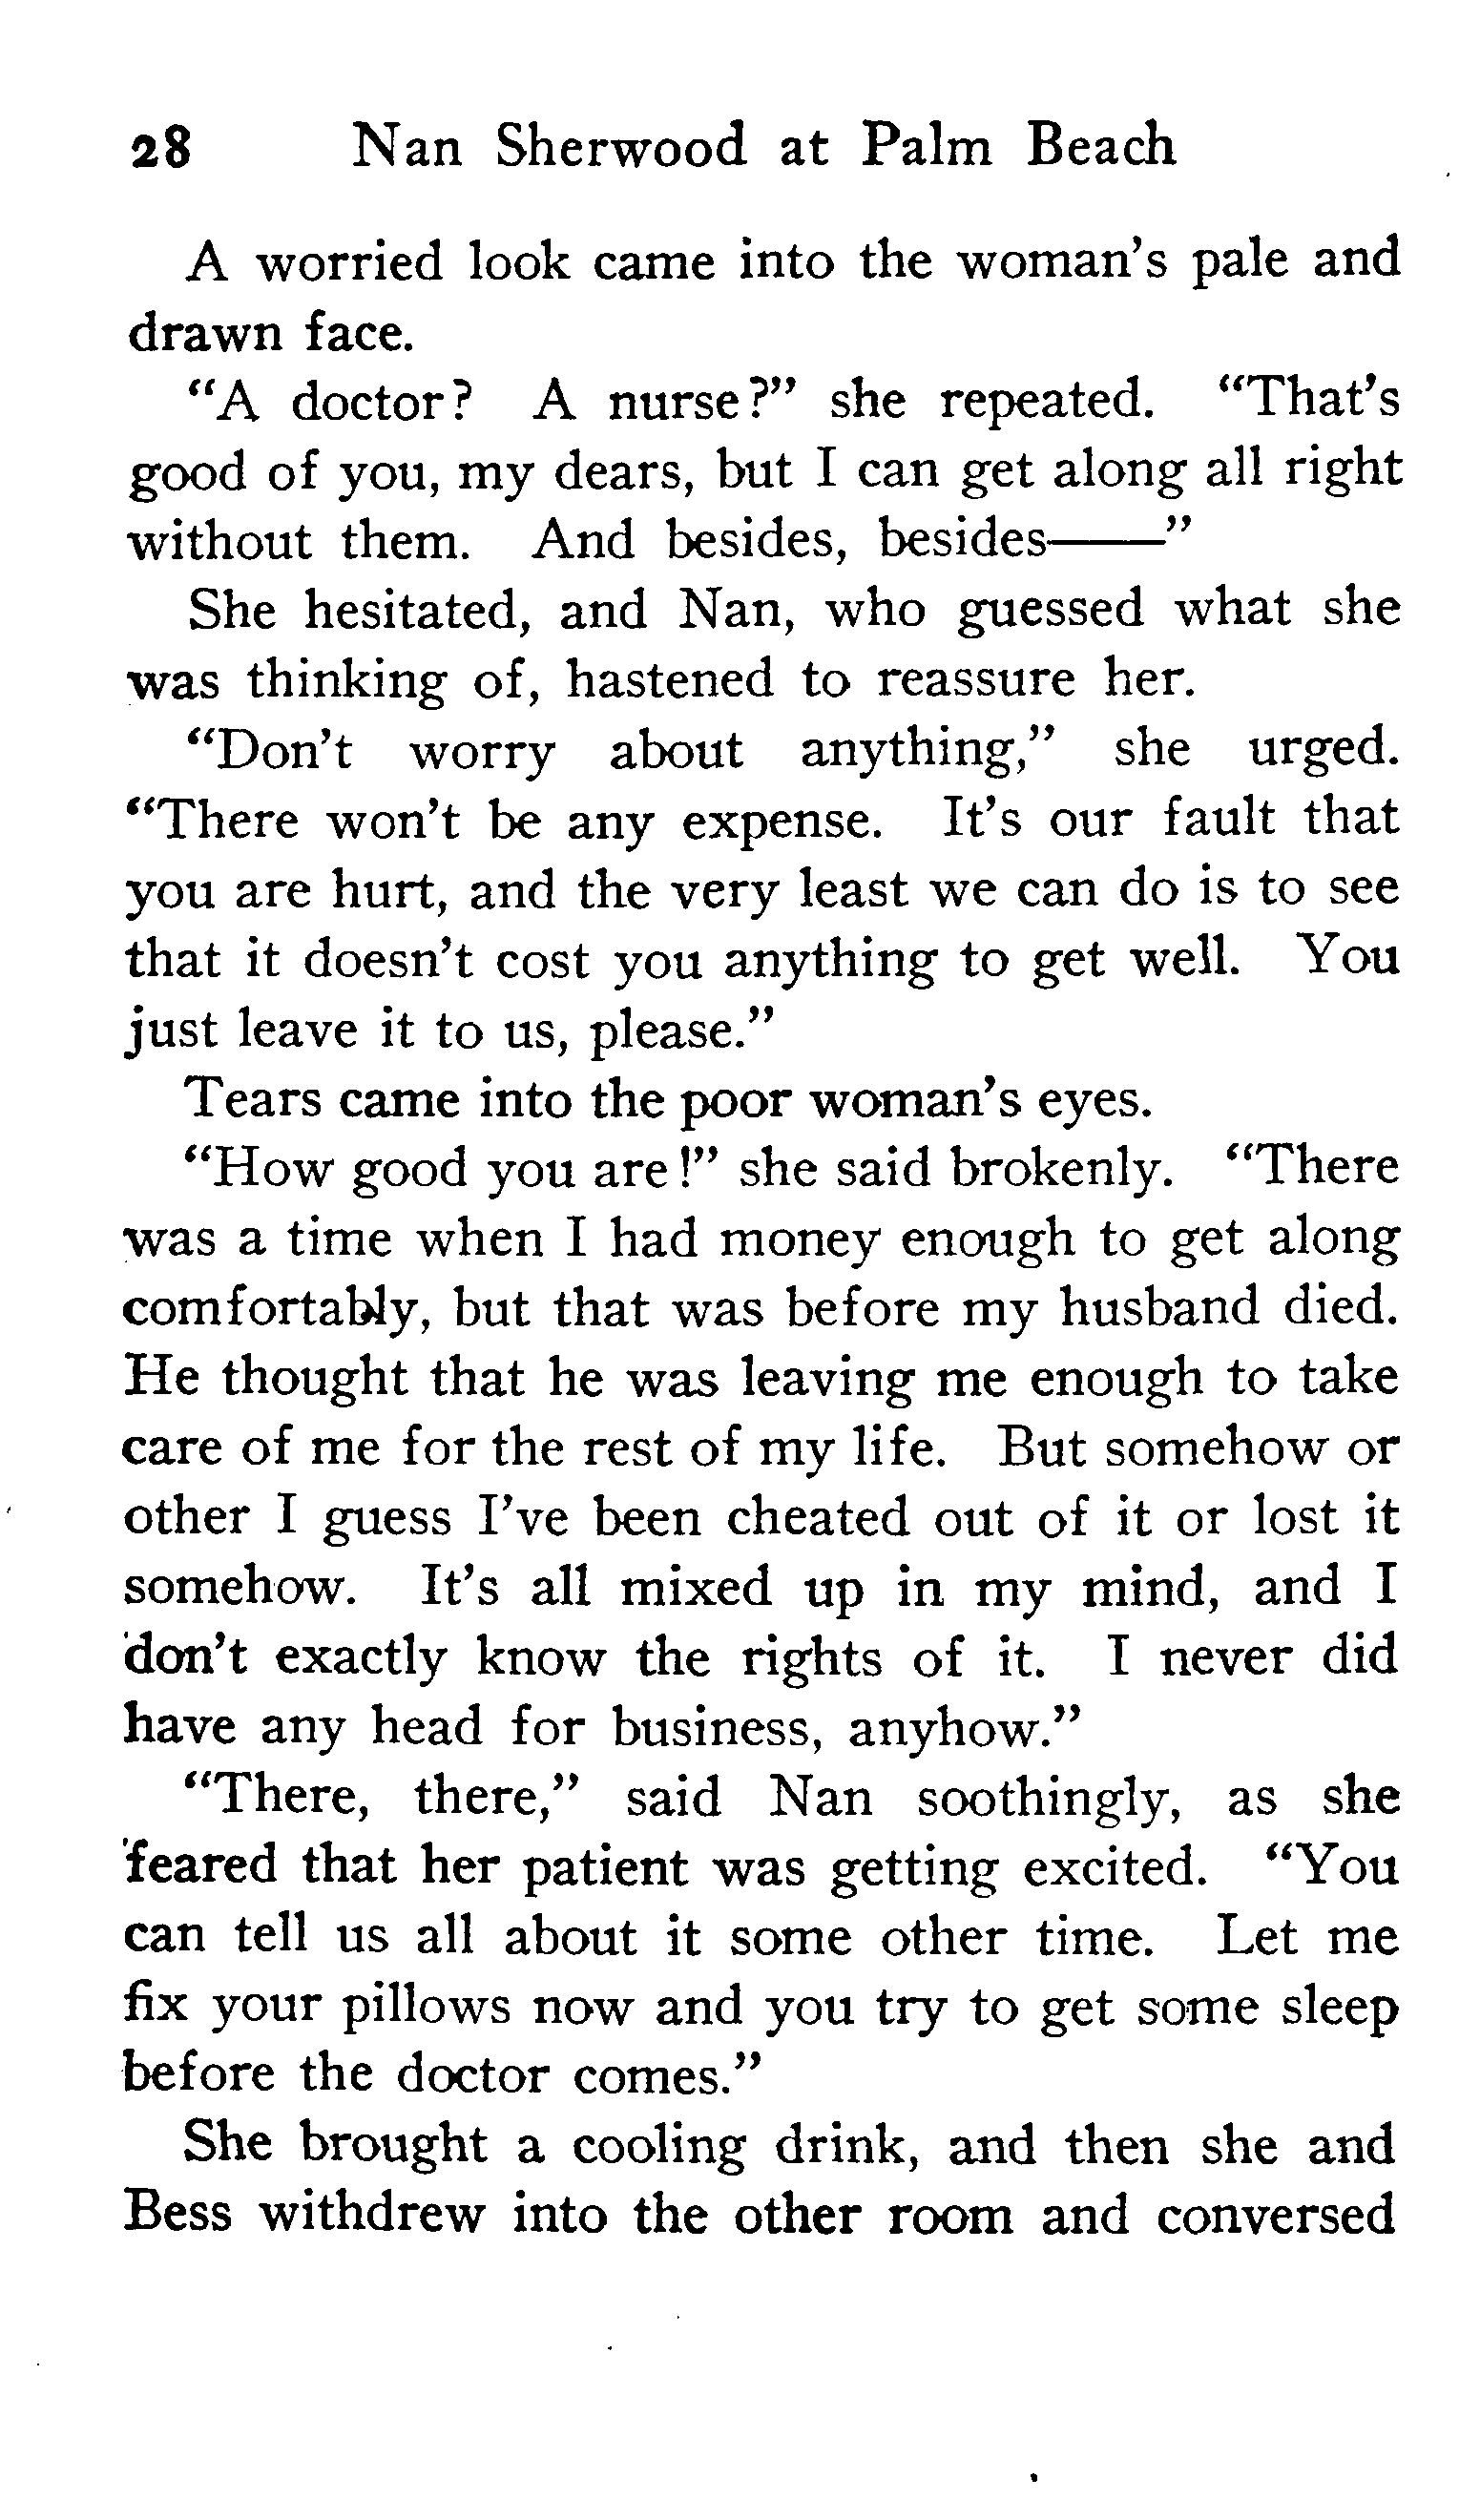 28 Nan Sherwood at Palm Beach
A worried look came into the woman's pale and
drawn face.
"A doctor? A nurse?" she repeated. "That's
good of you, my dears, but I can get along all right
without them. And besides, besides——"
She hesitated, and Nan, who guessed what she
was thinking of, hastened to reassure her.
"Don't worry about anything," she urged.
"There won't be any expense. It's our fault that
you are hurt, and the very least we can do is to see
that it doesn't cost you anything to get well. You
just leave it to us, please."
Tears came into the poor woman's eyes.
"How good you are!" she said brokenly. "There
was a time when I had money enough to get along
comfortably, but that was before my husband died.
He thought that he was leaving me enough to take
care of me for the rest of my life. But somehow or
other I guess I've been cheated out of it or lost it
somehow. It's all mixed up in my mind, and I
don't exactly know the rights of it. I never did
have any head for business, anyhow."
"There, there," said Nan soothingly, as she
feared that her patient was getting excited. "You
can tell us all about it some other time. Let me
fix your pillows now and you try to get some sleep
before the doctor comes."
She brought a cooling drink, and then she and
Bess withdrew into the other room and conversed